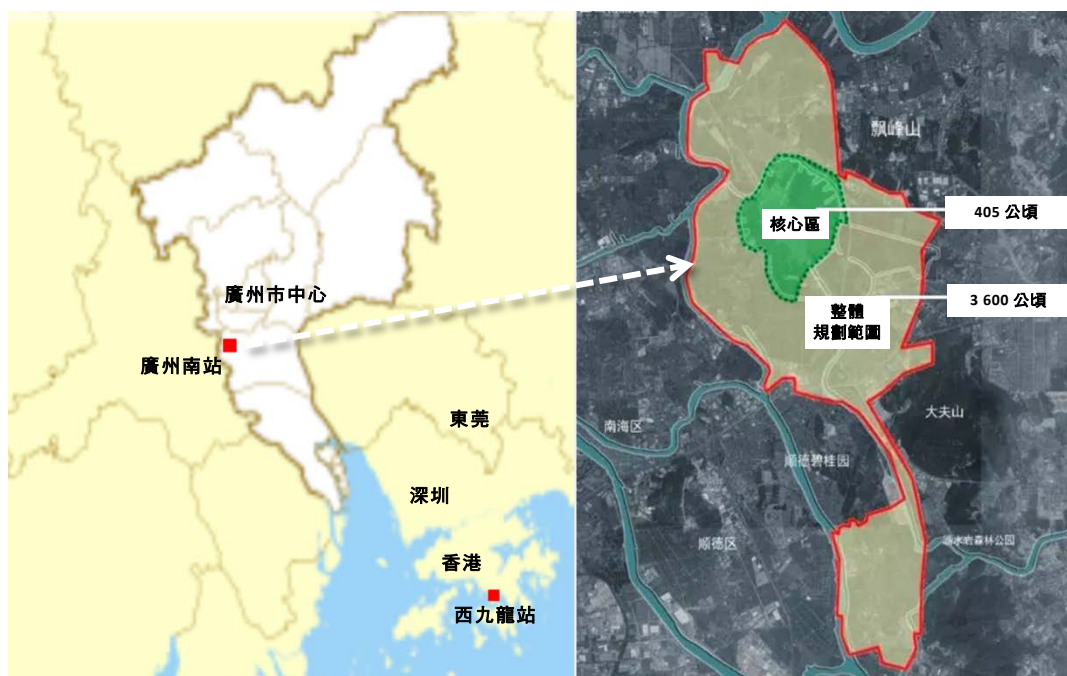 廣州市中心
廣州南站
東莞
深圳
香港
西九龍站
飘峰山
核心區
405 公頃
整體
規劃範圍
3 600 公頃
大夫山
南海区
顺德碧桂园
顺德区
滴水岩森林公园